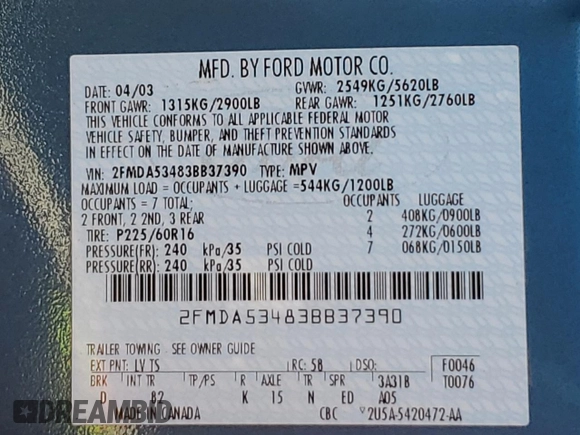 MFD. BY FORD MOTOR CO.
DATE: 04/03 GVWR: 2549KG/5620LB
FRONT GAWR: 1315KG/2900LB REAR GAWR: 1251KG/2760LB
THIS VEHICLE CONFORMS TO ALL APPLICABLE FEDERAL MOTOR
VEHICLE SAFETY, BUMPER, AND THEFT PREVENTION STANDARDS
IN EFFECT ON THE DATE OF MANUFACTURE SHOWN ABOVE.
VIN: 2FMDA53483BB37390 TYPE: MPV
MAXIMUM LOAD = OCCUPANTS + LUGGAGE = 544KG/1200LB
OCCUPANTS = 7 TOTAL; OCCUPANTS LUGGAGE
2 FRONT, 2 2ND, 3 REAR 2 408KG/0900LB
TIRE: P225/60R16 4 272KG/0600LB
PRESSURE(FR): 240 kPa/35 PSI COLD 7 068KG/0150LB
PRESSURE(RR): 240 kPa/35 PSI COLD
2FMDA53483BB37390
TRAILER TOWING - SEE OWNER GUIDE
EXT PNT: LV TS RC: 58 DSO: F0046
BRK INT TR TP/PS R AXLE TR SPR 3A31B T0076
D 82 K 15 N ED A05
MADE IN CANADA CBC 2U5A-5420472-AA
DREAMBID